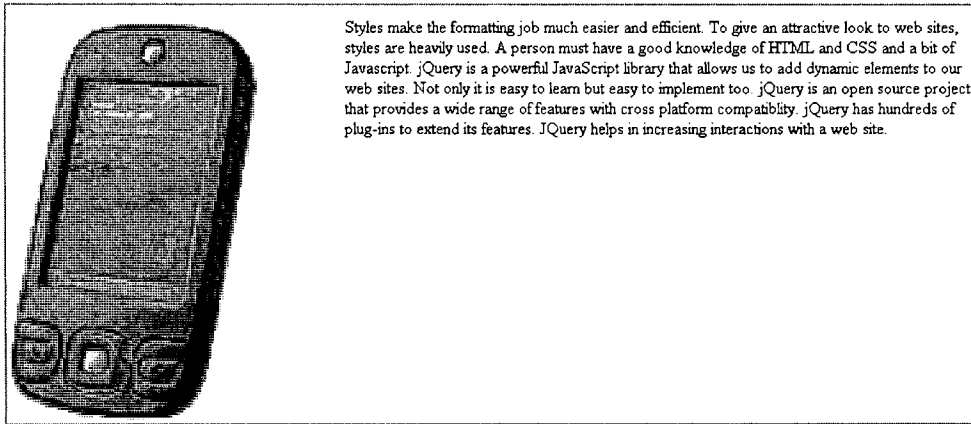 Styles make the formatting job much easier and efficient. To give an attractive look to web sites,
styles are heavily used. A person must have a good knowledge of HTML and CSS and a bit of
Javascript. jQuery is a powerful JavaScript library that allows us to add dynamic elements to our
web sites. Not only it is easy to learn but easy to implement too. jQuery is an open source project
that provides a wide range of features with cross platform compatiblity. jQuery has hundreds of
plug-ins to extend its features. JQuery helps in increasing interactions with a web site.